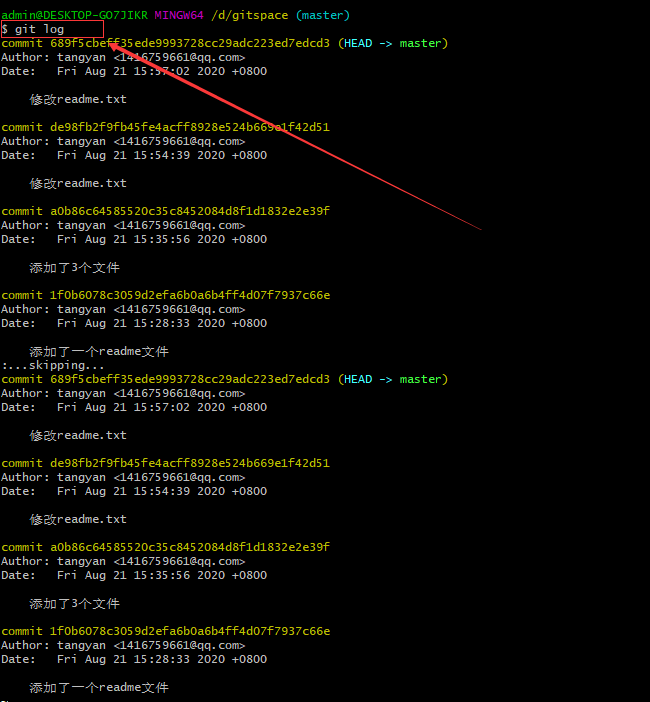 admin@DESKTOP-GO7JIKR MINGW64 /d/gitspace (master)
$ git log
commit 689f5cbeff35ede9993728cc29adc223ed7edcd3 (HEAD -> master)
Author: tangyan <1416759661@qq.com>
Date:   Fri Aug 21 15:57:02 2020 +0800
修改readme.txt
commit de98fb2f9fb45fe4acff8928e524b669e1f42d51
Author: tangyan <1416759661@qq.com>
Date:   Fri Aug 21 15:54:39 2020 +0800
修改readme.txt
commit a0b86c64585520c35c8452084d8f1d1832e2e39f
Author: tangyan <1416759661@qq.com>
Date:   Fri Aug 21 15:35:56 2020 +0800
添加了3个文件
commit 1f0b6078c3059d2efa6b0a6b4ff4d07f7937c66e
Author: tangyan <1416759661@qq.com>
Date:   Fri Aug 21 15:28:33 2020 +0800
添加了一个readme文件
:...skipping...
commit 689f5cbeff35ede9993728cc29adc223ed7edcd3 (HEAD -> master)
Author: tangyan <1416759661@qq.com>
Date:   Fri Aug 21 15:57:02 2020 +0800
修改readme.txt
commit de98fb2f9fb45fe4acff8928e524b669e1f42d51
Author: tangyan <1416759661@qq.com>
Date:   Fri Aug 21 15:54:39 2020 +0800
修改readme.txt
commit a0b86c64585520c35c8452084d8f1d1832e2e39f
Author: tangyan <1416759661@qq.com>
Date:   Fri Aug 21 15:35:56 2020 +0800
添加了3个文件
commit 1f0b6078c3059d2efa6b0a6b4ff4d07f7937c66e
Author: tangyan <1416759661@qq.com>
Date:   Fri Aug 21 15:28:33 2020 +0800
添加了一个readme文件